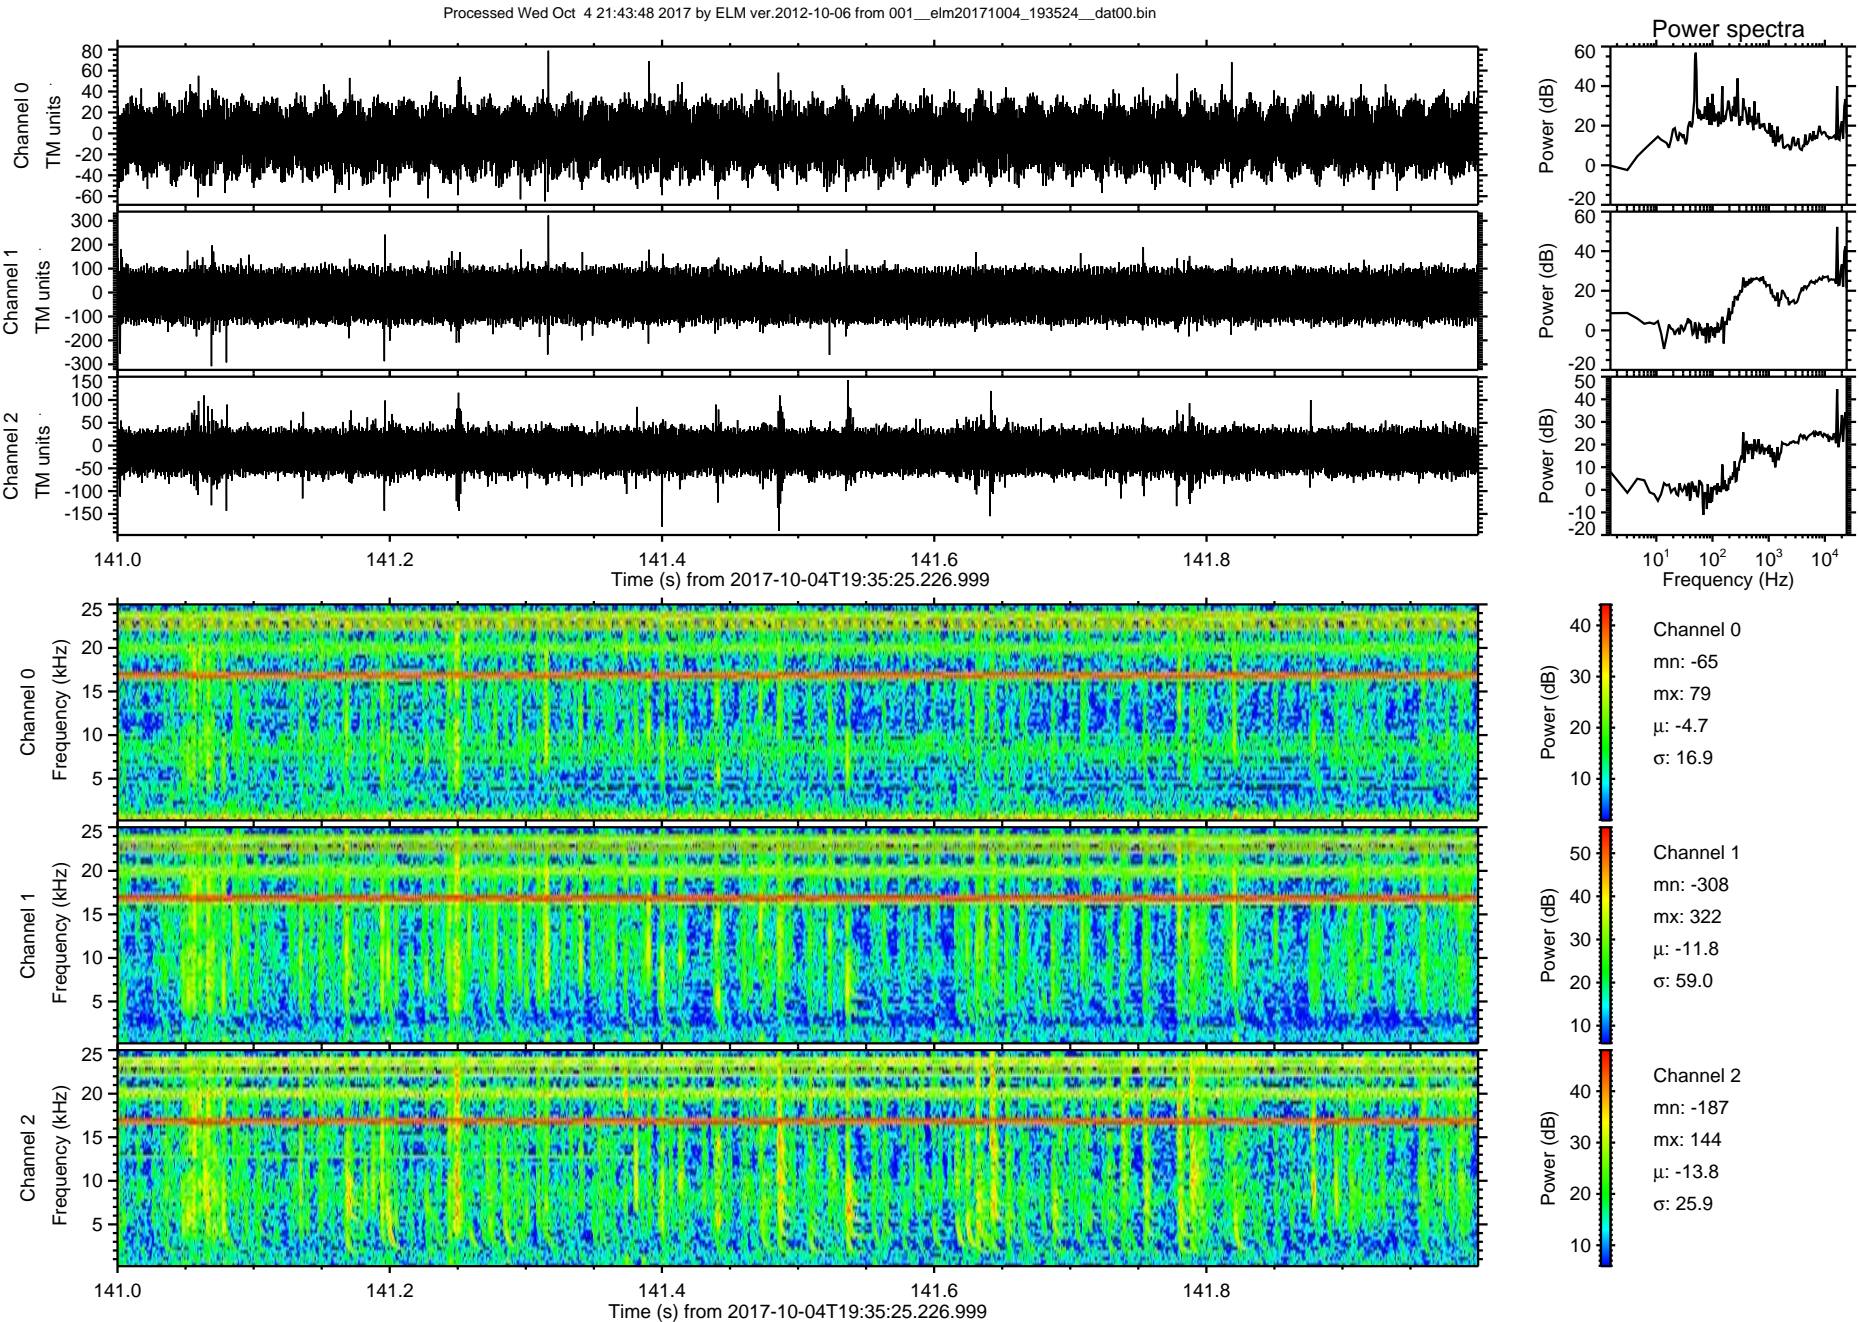 Processed Wed Oct  4 21:43:48 2017 by ELM ver.2012-10-06 from 001__elm20171004_193524__dat00.bin
Power spectra
Channel 0
TM units
80
60
40
20
0
-20
-40
-60
Power (dB)
60
40
20
0
-20
Channel 1
TM units
300
200
100
0
-100
-200
-300
Power (dB)
60
40
20
0
-20
Channel 2
TM units
150
100
50
0
-50
-100
-150
Power (dB)
50
40
30
20
10
0
-10
-20
141.0 141.2 141.4 141.6 141.8
Time (s) from 2017-10-04T19:35:25.226.999
10^1 10^2 10^3 10^4
Frequency (Hz)
Channel 0
Frequency (kHz)
25
20
15
10
5
Power (dB)
40
30
20
10
Channel 0
mn: -65
mx: 79
μ: -4.7
σ: 16.9
Channel 1
Frequency (kHz)
25
20
15
10
5
Power (dB)
50
40
30
20
10
Channel 1
mn: -308
mx: 322
μ: -11.8
σ: 59.0
Channel 2
Frequency (kHz)
25
20
15
10
5
Power (dB)
40
30
20
10
Channel 2
mn: -187
mx: 144
μ: -13.8
σ: 25.9
141.0 141.2 141.4 141.6 141.8
Time (s) from 2017-10-04T19:35:25.226.999